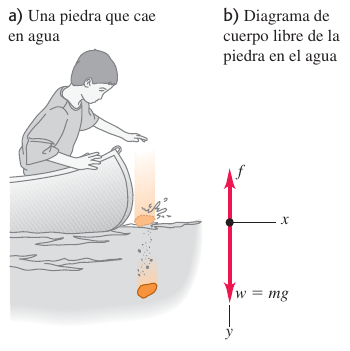 a) Una piedra que cae
en agua
b) Diagrama de
cuerpo libre de la
piedra en el agua
f
x
w = mg
y